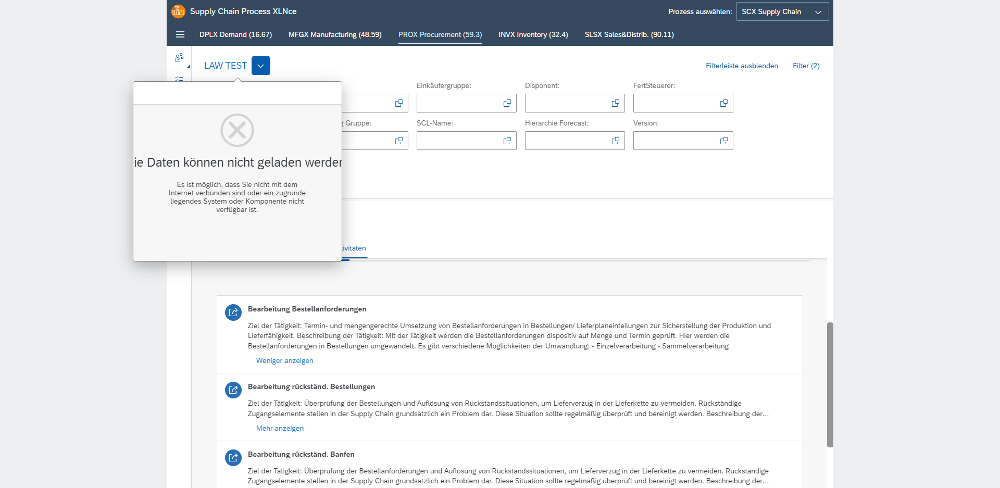 ifm
Supply Chain Process XLNce
Prozess auswählen:
SCX Supply Chain
DPLX Demand (16.67)
MFGX Manufacturing (48.59)
PROX Procurement (59.3)
INVX Inventory (32.4)
SLSX Sales&Distrib. (90.11)
LAW TEST
Filterleiste ausblenden
Filter (2)
Einkäufergruppe:
Disponent:
FertSteuerer:
Gruppe:
SCL-Name:
Hierarchie Forecast:
Version:
ie Daten können nicht geladen werden
Es ist möglich, dass Sie nicht mit dem
Internet verbunden sind oder ein zugrunde
liegendes System oder Komponente nicht
verfügbar ist.
tivitäten
Bearbeitung Bestellanforderungen
Ziel der Tätigkeit: Termin- und mengengerechte Umsetzung von Bestellanforderungen in Bestellungen/ Lieferplaneinteilungen zur Sicherstellung der Produktion und
Lieferfähigkeit. Beschreibung der Tätigkeit: Mit der Tätigkeit werden die Bestellanforderungen dispositiv auf Menge und Termin geprüft. Hier werden die
Bestellanforderungen in Bestellungen umgewandelt. Es gibt verschiedene Möglichkeiten der Umwandlung: - Einzelverarbeitung - Sammelverarbeitung
Weniger anzeigen
Bearbeitung rückständ. Bestellungen
Ziel der Tätigkeit: Überprüfung der Bestellungen und Auflösung von Rückstandssituationen, um Lieferverzug in der Lieferkette zu vermeiden. Rückständige
Zugangselemente stellen in der Supply Chain grundsätzlich ein Problem dar. Diese Situation sollte regelmäßig überprüft und bereinigt werden. Beschreibung der...
Mehr anzeigen
Bearbeitung rückständ. Banfen
Ziel der Tätigkeit: Überprüfung der Bestellanforderungen und Auflösung von Rückstandssituationen, um Lieferverzug in der Lieferkette zu vermeiden. Rückständige
Zugangselemente stellen in der Supply Chain grundsätzlich ein Problem dar. Diese Situation sollte regelmäßig überprüft und bereinigt werden. Beschreibung der...